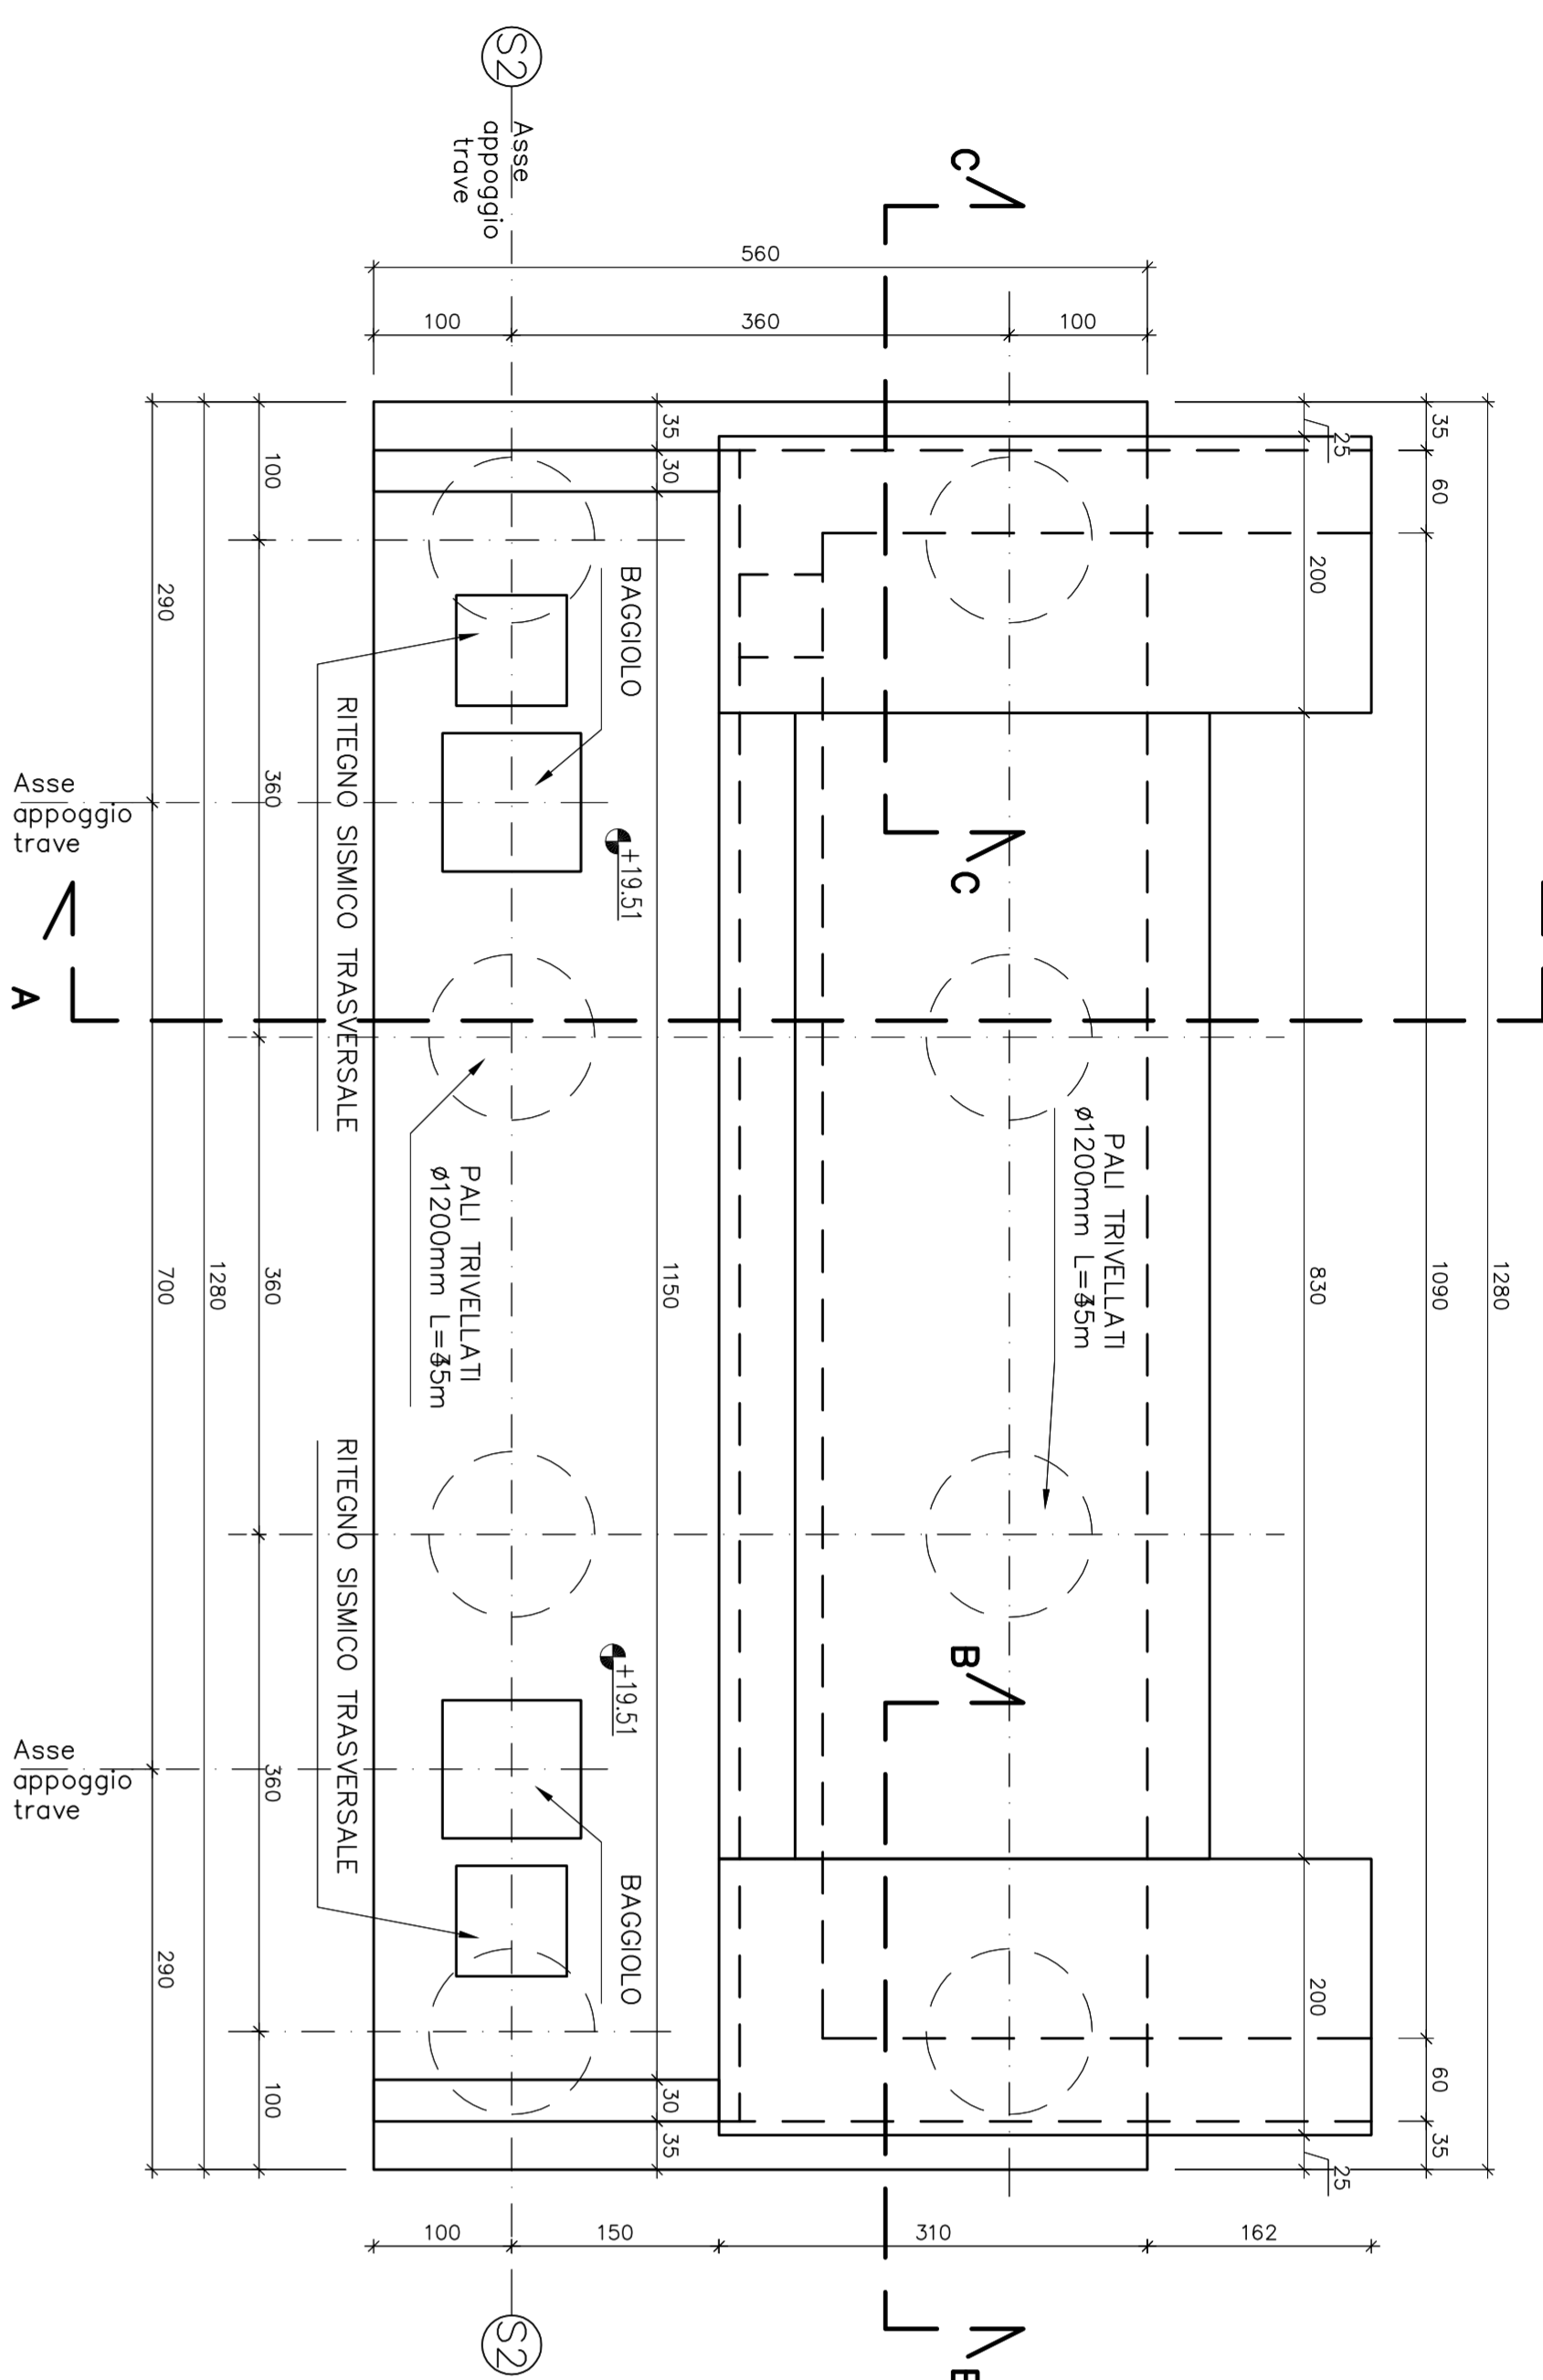 S2
Asse
appoggio
trave
C
560
100
360
100
35
30
25
35
60
100
200
290
BAGGIOLO
RITEGNO SISMICO TRASVERSALE
360
Asse
appoggio
trave
+19.51
C
A
PALI TRIVELLATI
ø1200mm
PALI TRIVELLATI
ø1200mm
360
700
1280
1150
830
1090
1280
RITEGNO SISMICO TRASVERSALE
+19.51
B
360
Asse
appoggio
trave
BAGGIOLO
290
200
100
60
30
35
35
25
100
150
310
162
S2